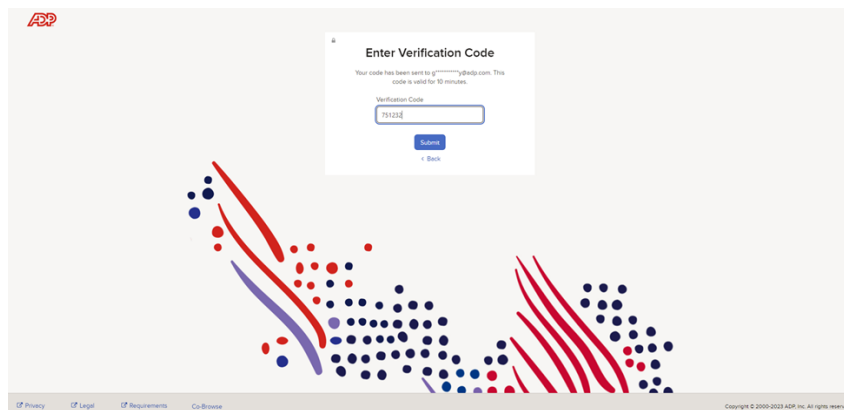 ADP
Enter Verification Code
Your code has been sent to g***********y@adp.com. This
code is valid for 10 minutes.
Verification Code
751232
Submit
< Back
Privacy
Legal
Requirements
Co-Browse
Copyright © 2000-2023 ADP, Inc. All rights reserv